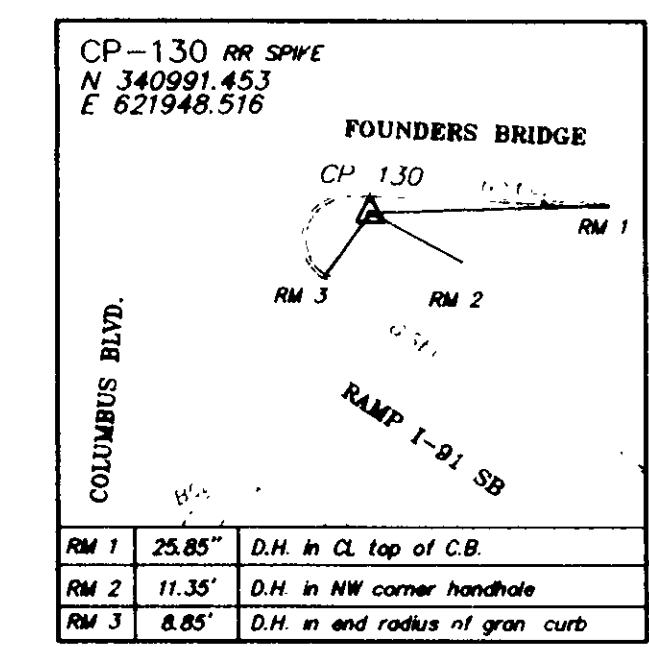 CP-130 RR SPIKE
N 340991.453
E 621948.516
FOUNDERS BRIDGE
CP 130
RM 1
RM 3
RM 2
COLUMBUS BLVD.
RAMP I-91 SB
RM 1 25.85" D.H. in CL top of C.B.
RM 2 11.35' D.H. in NW corner handhole
RM 3 8.85' D.H. in end radius of gran curb